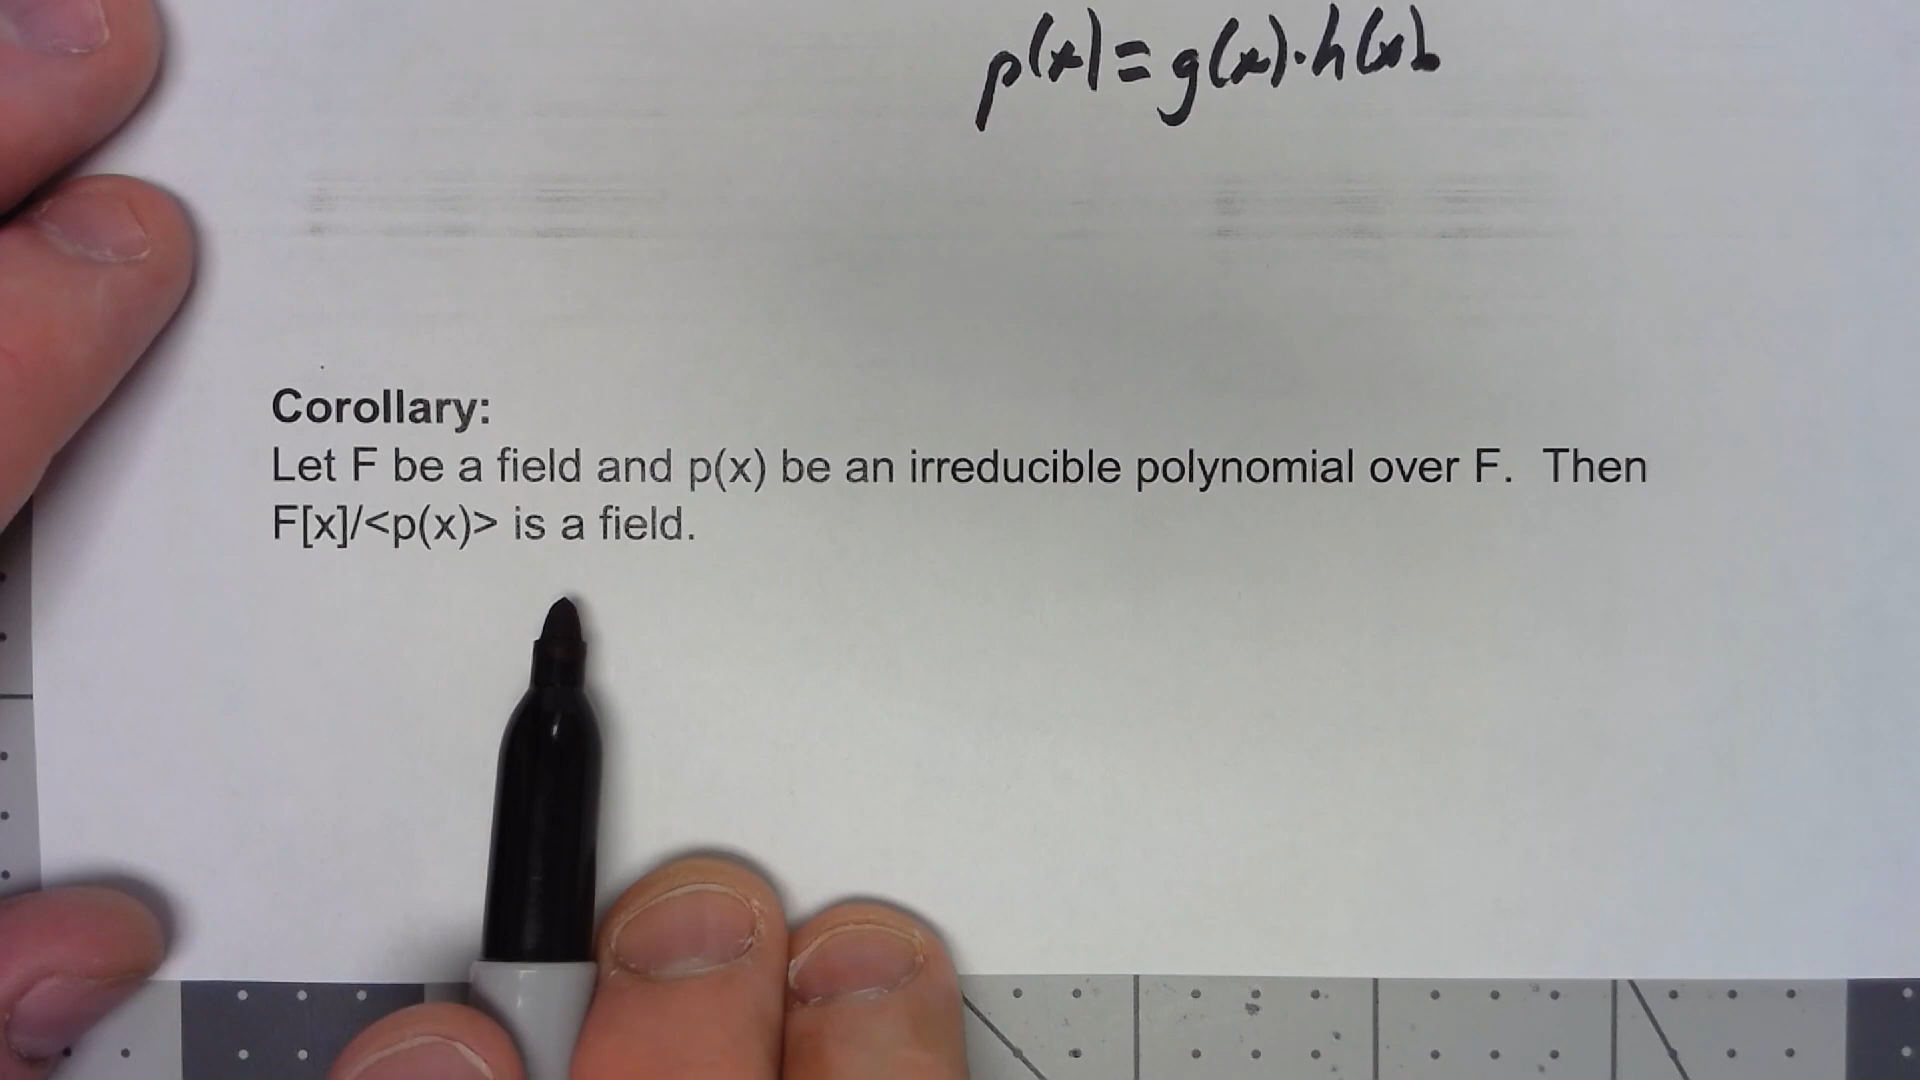 p(x) = g(x)·h(x)
Corollary:
Let F be a field and p(x) be an irreducible polynomial over F. Then
F[x]/<p(x)> is a field.